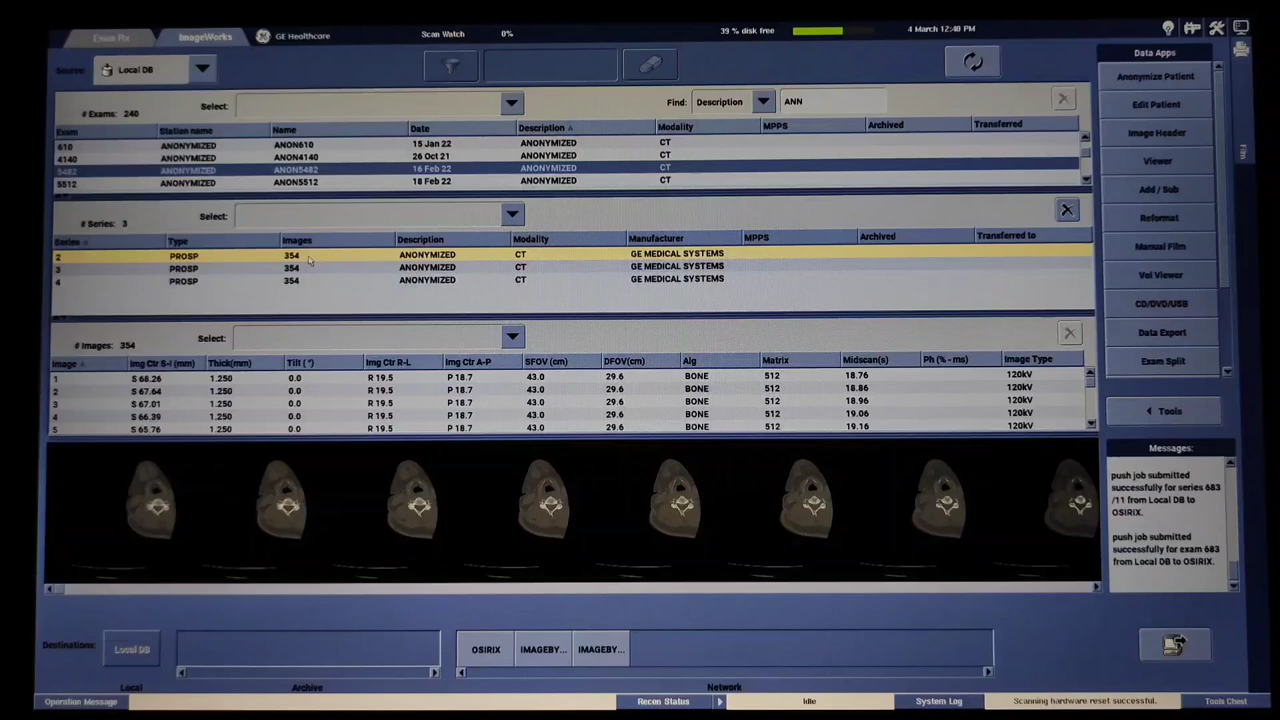 Exam Rx
ImageWorks
GE Healthcare
Scan Watch 0%
39 % disk free
4 March 12:40 PM
Source: Local DB
# Exams: 240
Select:
Find: Description ANN
Exam Station name Name Date Description Modality MPPS Archived Transferred
610 ANONYMIZED ANON610 15 Jan 22 ANONYMIZED CT
4140 ANONYMIZED ANON4140 26 Oct 21 ANONYMIZED CT
5482 ANONYMIZED ANON5482 16 Feb 22 ANONYMIZED CT
5512 ANONYMIZED ANON5512 18 Feb 22 ANONYMIZED CT
# Series: 3
Select:
Series Type Images Description Modality Manufacturer MPPS Archived Transferred to
2 PROSP 354 ANONYMIZED CT GE MEDICAL SYSTEMS
3 PROSP 354 ANONYMIZED CT GE MEDICAL SYSTEMS
4 PROSP 354 ANONYMIZED CT GE MEDICAL SYSTEMS
# Images: 354
Select:
Image Img Ctr S-I (mm) Thick(mm) Tilt ( °) Img Ctr R-L Img Ctr A-P SFOV (cm) DFOV(cm) Alg Matrix Midscan(s) Ph (% - ms) Image Type
1 S 68.26 1.250 0.0 R 19.5 P 18.7 43.0 29.6 BONE 512 18.76 120kV
2 S 67.64 1.250 0.0 R 19.5 P 18.7 43.0 29.6 BONE 512 18.86 120kV
3 S 67.01 1.250 0.0 R 19.5 P 18.7 43.0 29.6 BONE 512 18.96 120kV
4 S 66.39 1.250 0.0 R 19.5 P 18.7 43.0 29.6 BONE 512 19.06 120kV
5 S 65.76 1.250 0.0 R 19.5 P 18.7 43.0 29.6 BONE 512 19.16 120kV
Data Apps
Anonymize Patient
Edit Patient
Image Header
Viewer
Add / Sub
Reformat
Manual Film
Vol Viewer
CD/DVD/USB
Data Export
Exam Split
Tools
Film
Messages:
push job submitted
successfully for series 683
/11 from Local DB to
OSIRIX.
push job submitted
successfully for exam 683
from Local DB to OSIRIX.
Destinations: Local DB
OSIRIX IMAGEBY... IMAGEBY...
Local Archive Network
Operation Message
Recon Status
Idle
System Log
Scanning hardware reset successful.
Tools Chest